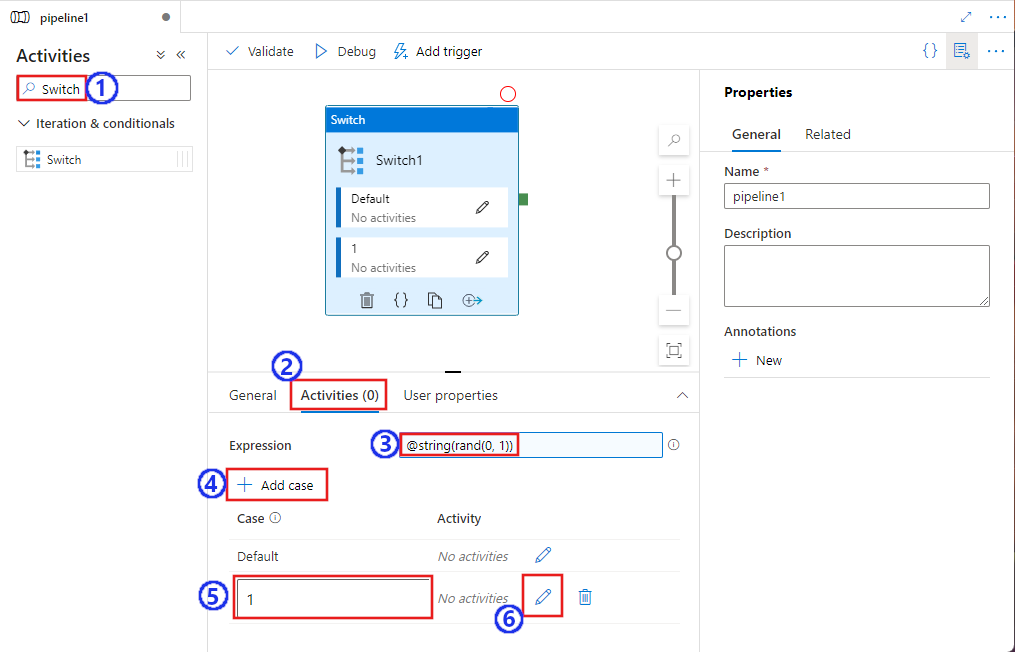 pipeline1
Activities
Switch
1
Iteration & conditionals
Switch
Validate
Debug
Add trigger
{}
Switch
Switch1
Default
No activities
1
No activities
{}
2
General
Activities (0)
User properties
Expression
3
@string(rand(0, 1))
4
Add case
Case
Activity
Default
No activities
5
1
No activities
6
Properties
General
Related
Name *
pipeline1
Description
Annotations
New